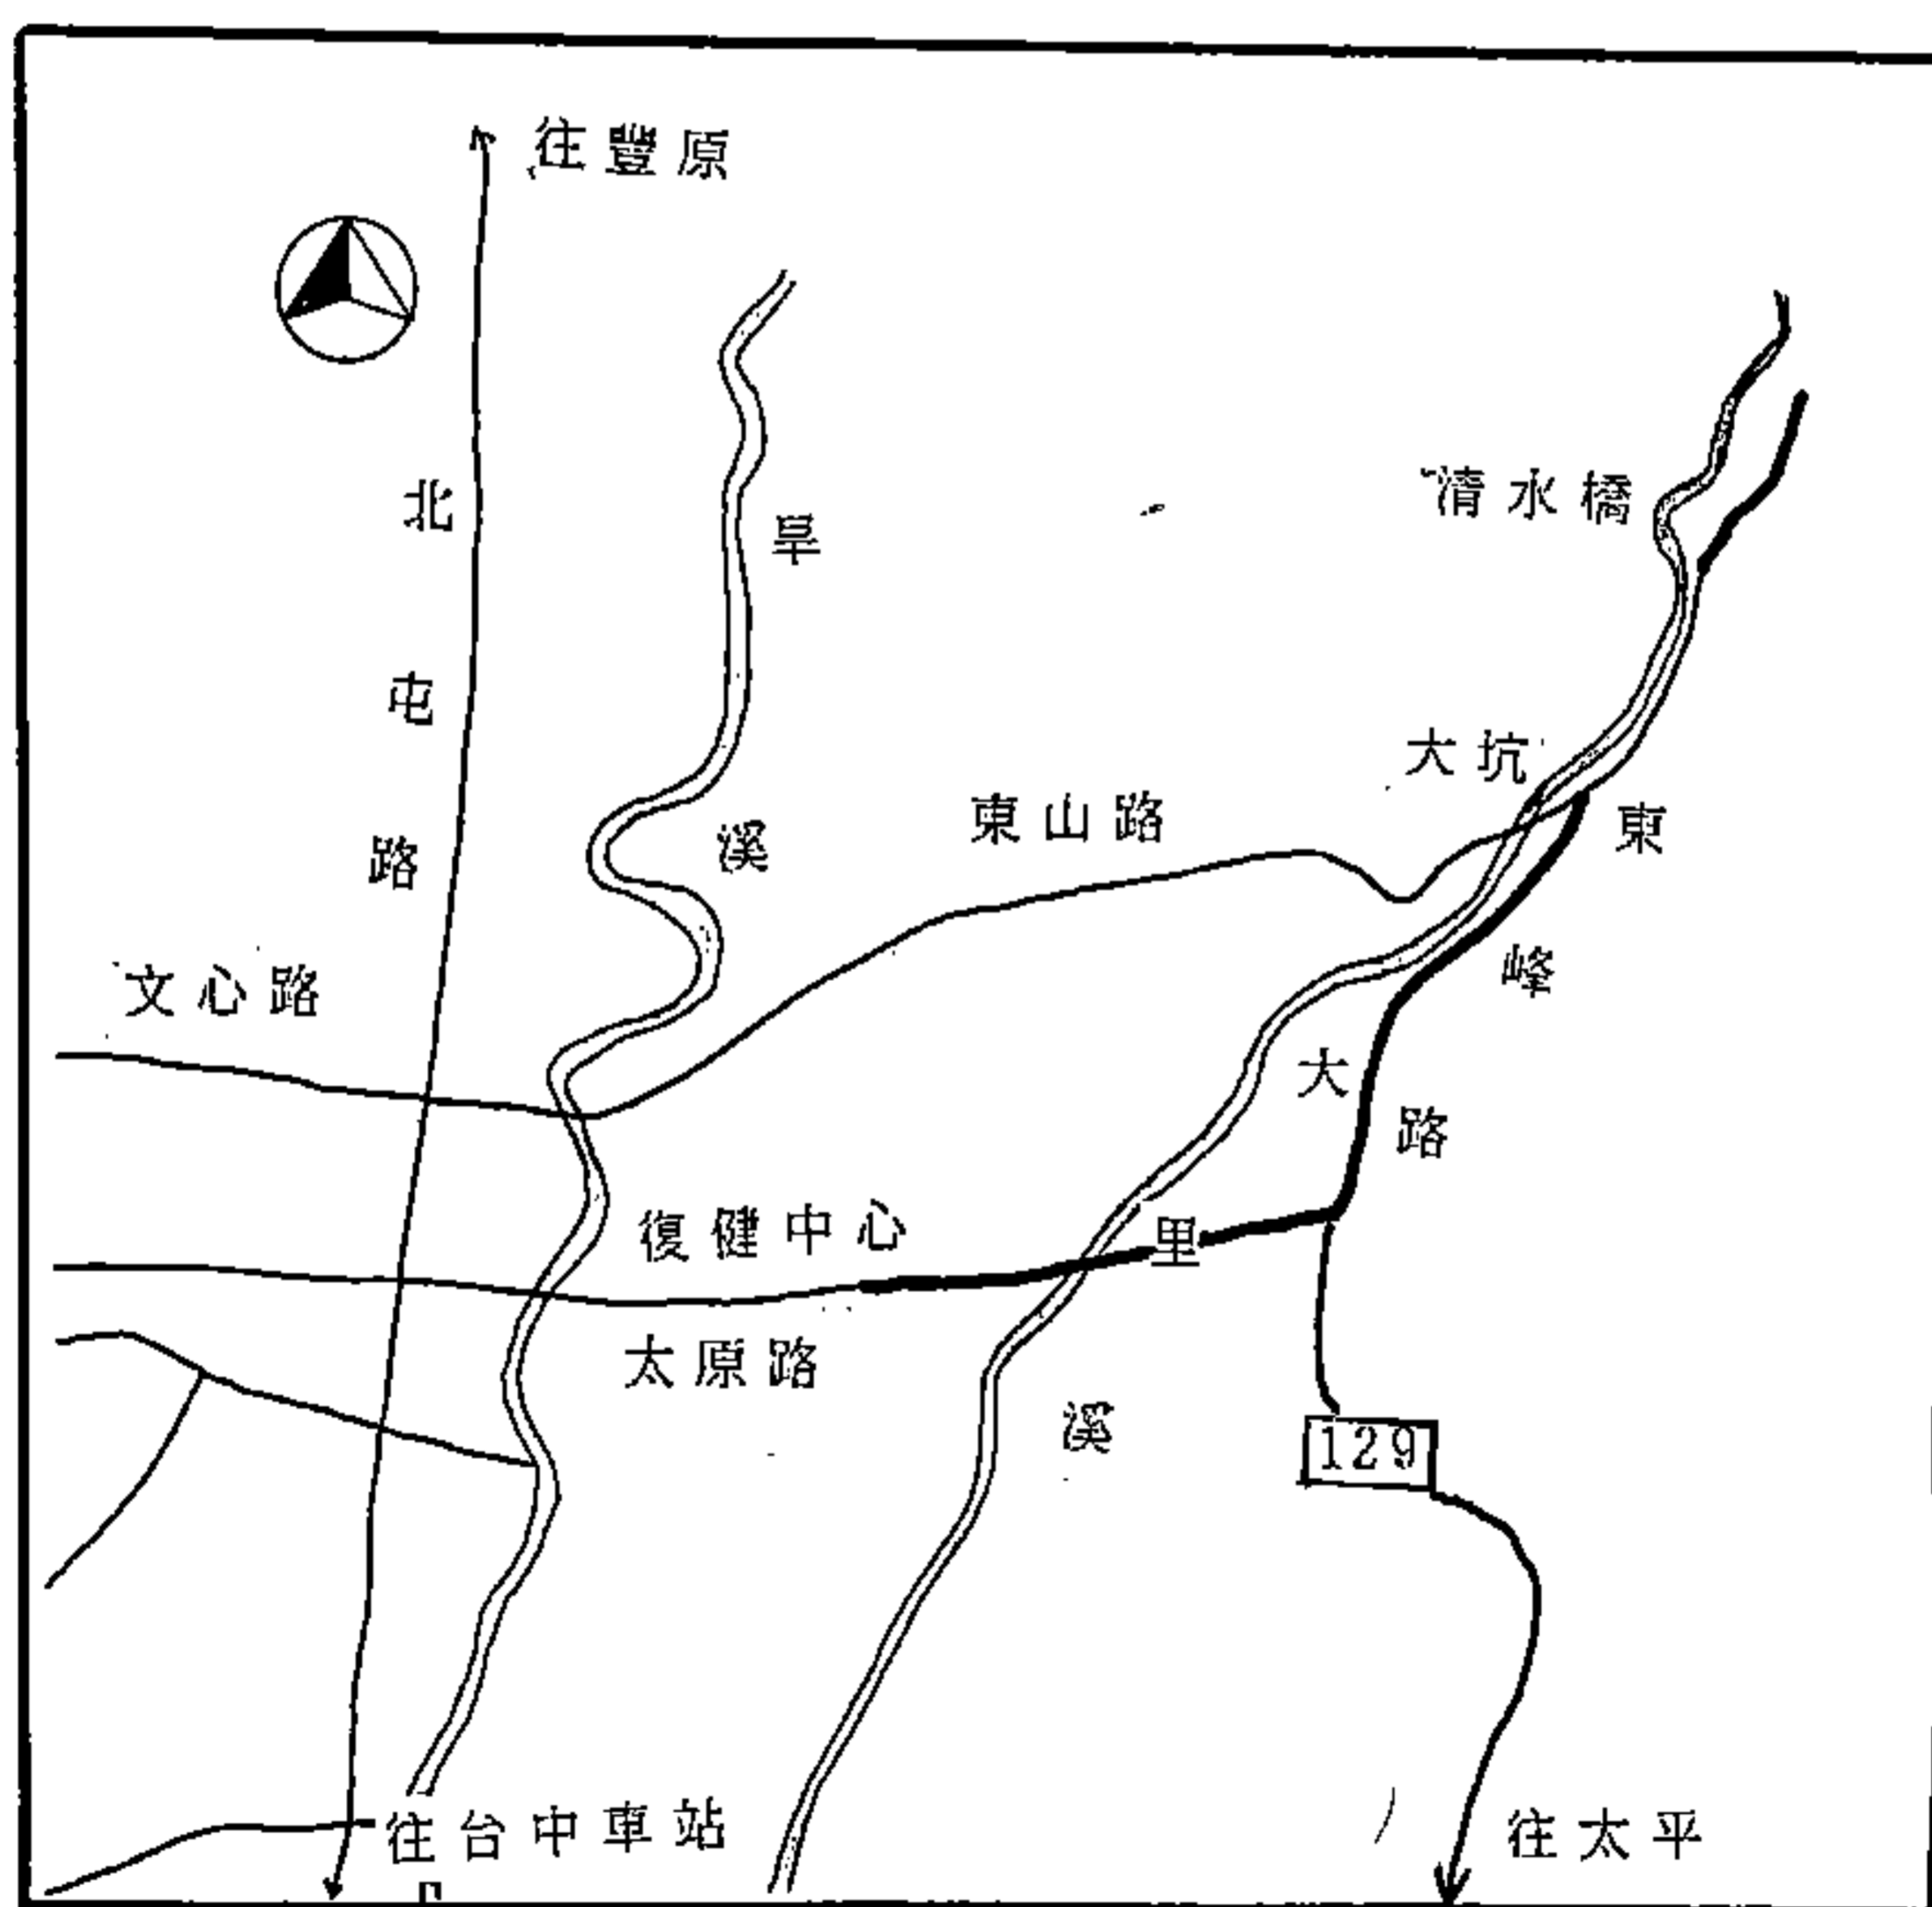 往豐原
北屯路
旱溪
清水橋
大坑
東山路
東峰路
文心路
大里溪
復健中心
太原路
129
往台中車站
往太平